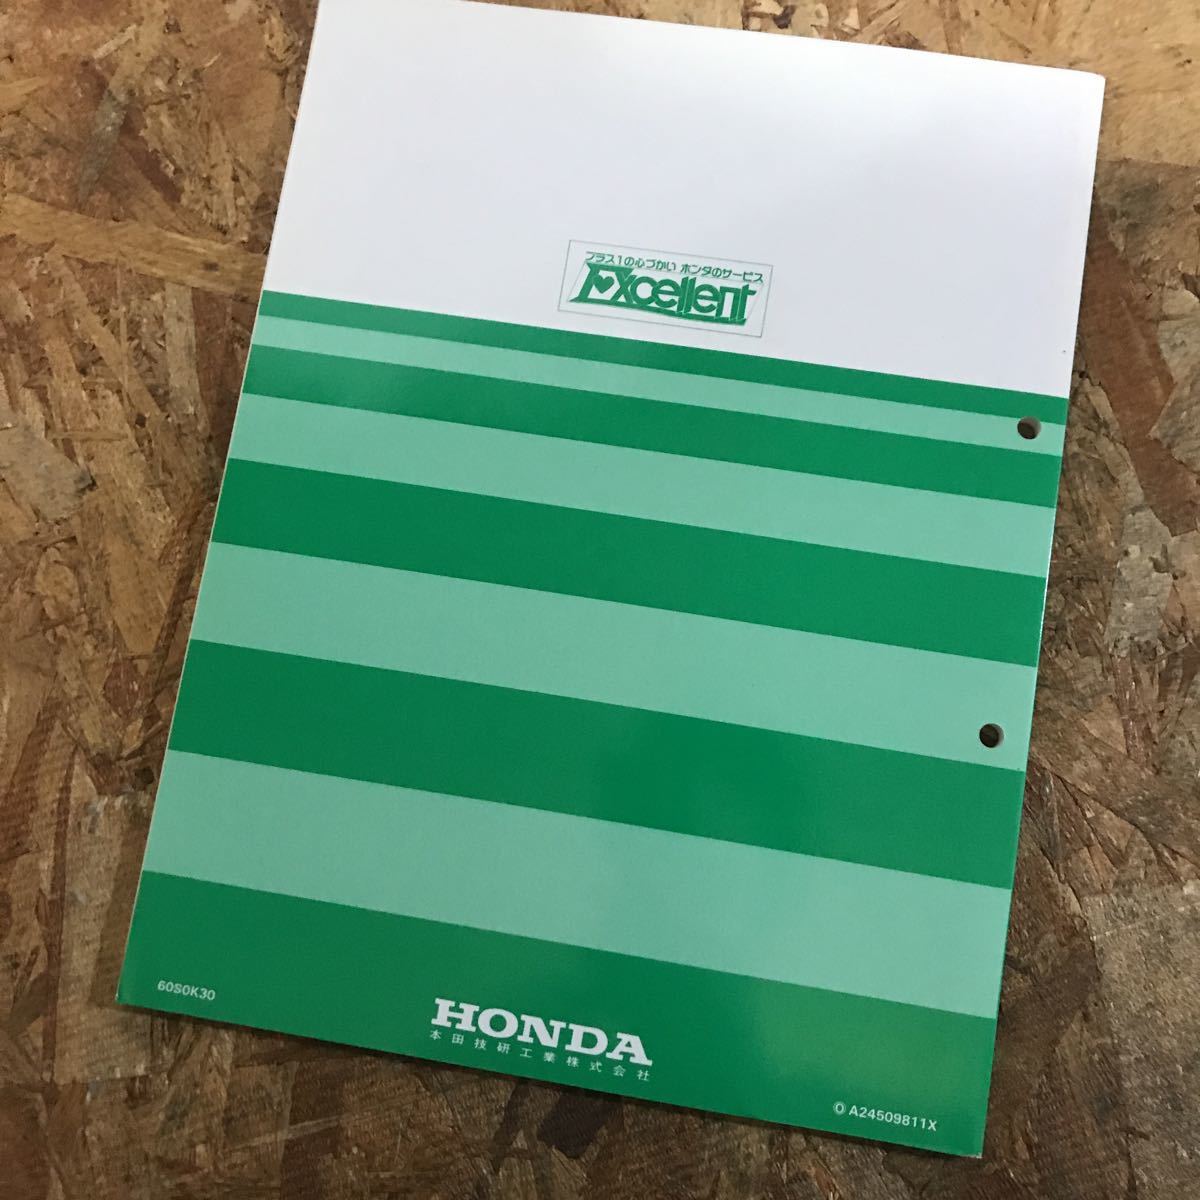 プラス1の心づかい ホンダのサービス
Excellent
60S0K30
HONDA
本田技研工業株式会社
Ⓞ A24509811X